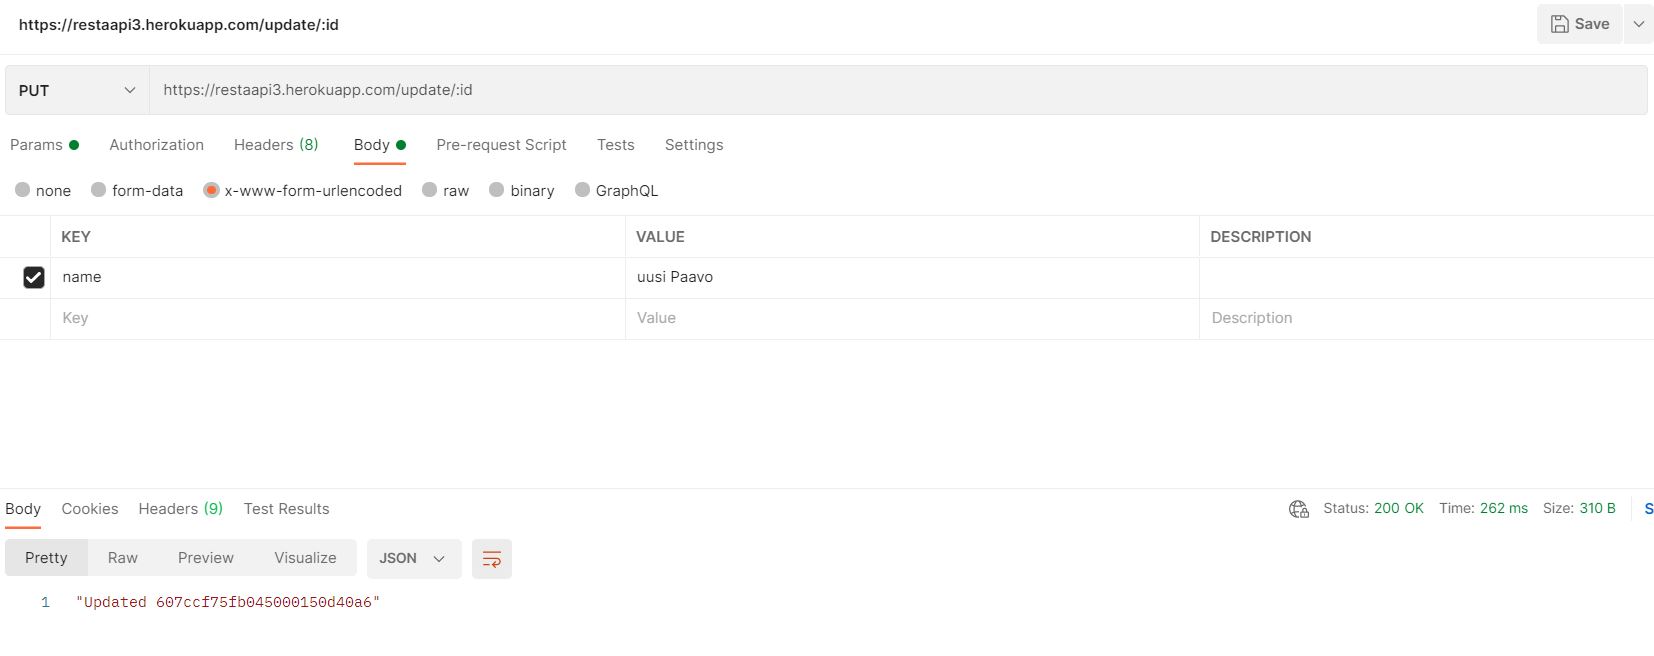 https://restaapi3.herokuapp.com/update/:id
Save
PUT https://restaapi3.herokuapp.com/update/:id
Params Authorization Headers (8) Body Pre-request Script Tests Settings
none form-data x-www-form-urlencoded raw binary GraphQL
KEY VALUE DESCRIPTION
name uusi Paavo
Key Value Description
Body Cookies Headers (9) Test Results Status: 200 OK Time: 262 ms Size: 310 B S
Pretty Raw Preview Visualize JSON
1 "Updated 607ccf75fb045000150d40a6"